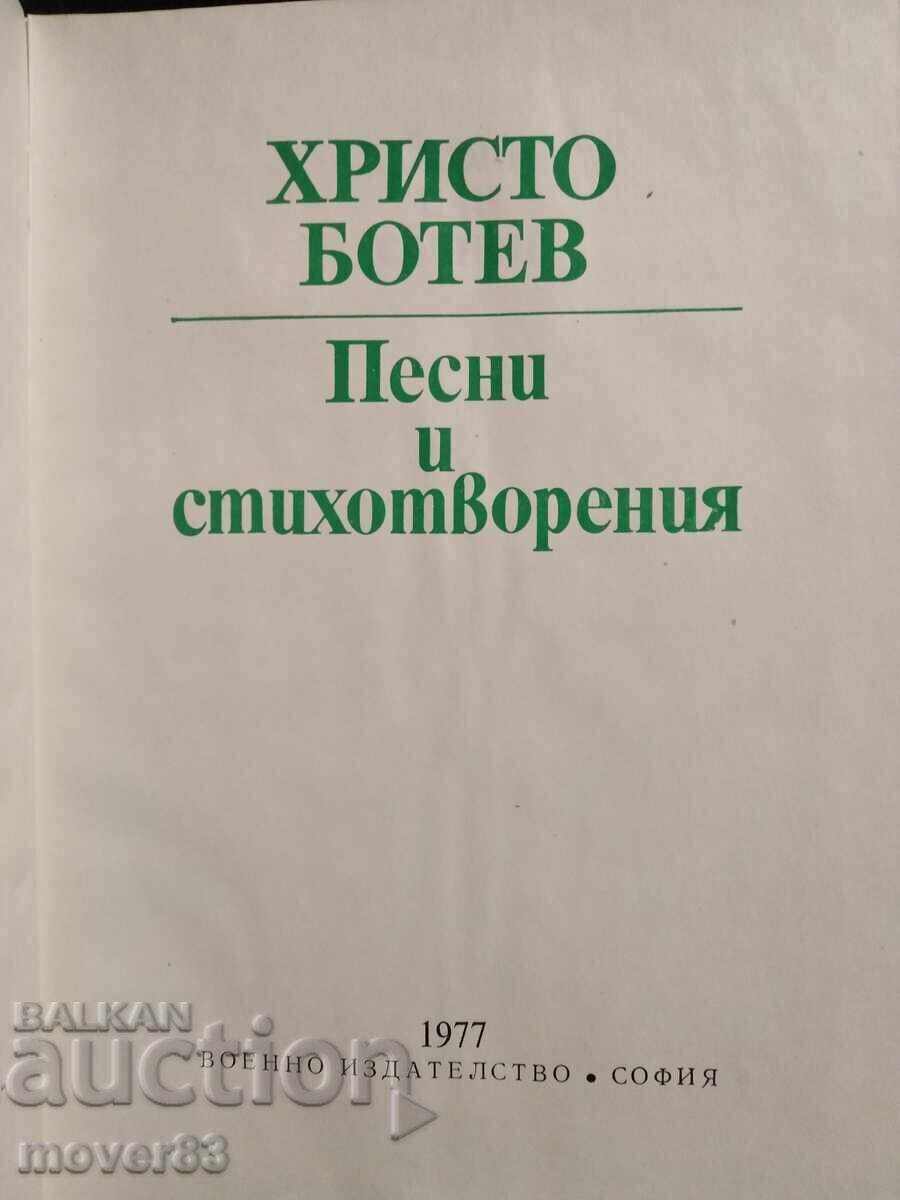 ХРИСТО
БОТЕВ
Песни
и
стихотворения
1977
ВОЕННО ИЗДАТЕЛСТВО • СОФИЯ
BALKAN
auction
mover83